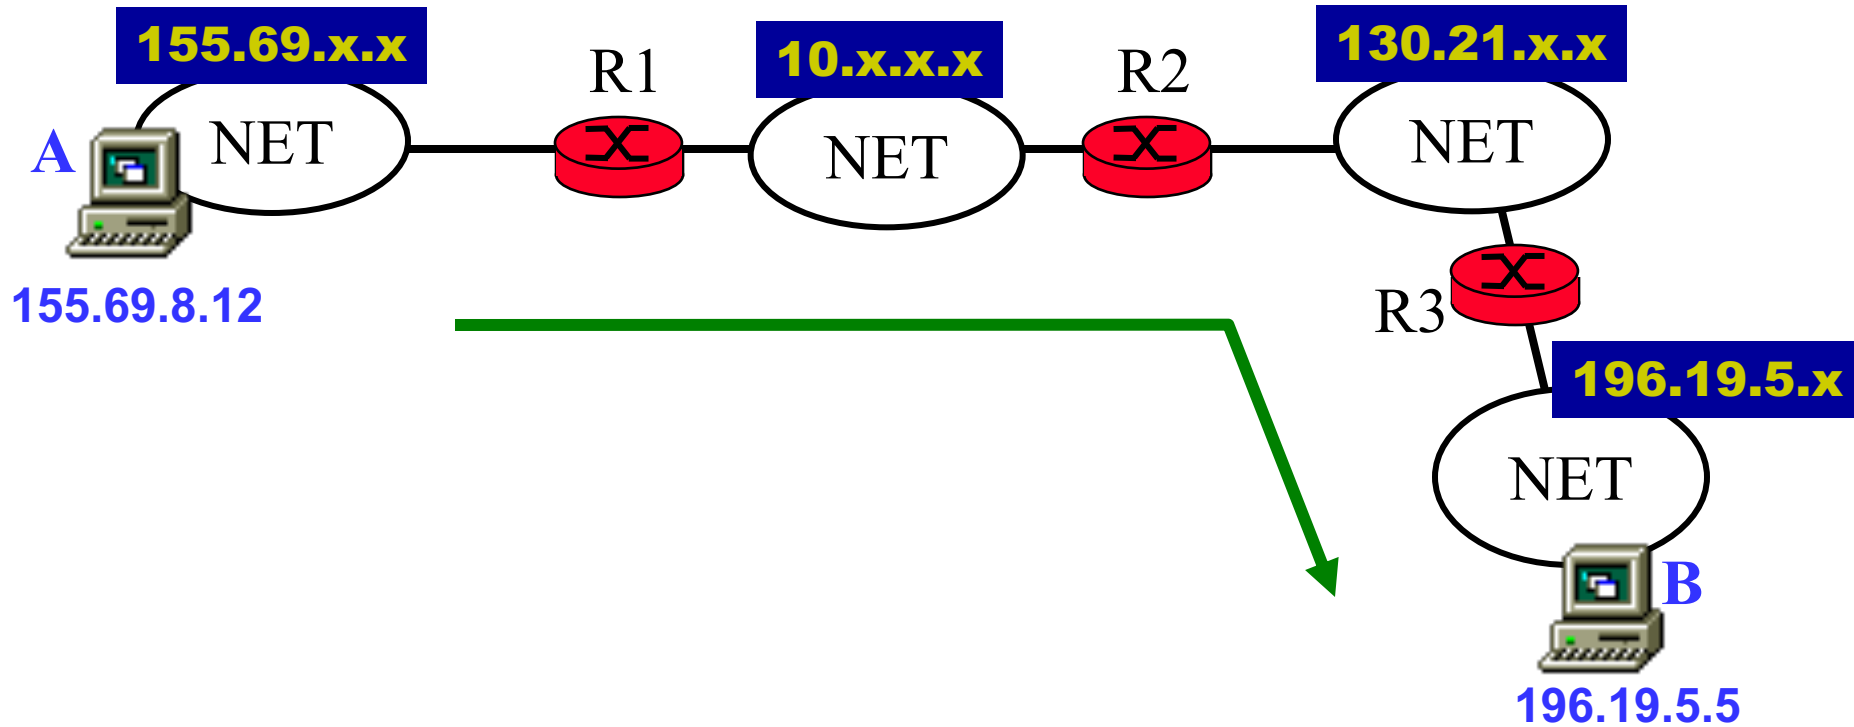 155.69.x.x
R1
10.x.x.x
R2
130.21.x.x
A
NET
NET
NET
155.69.8.12
R3
196.19.5.x
NET
B
196.19.5.5